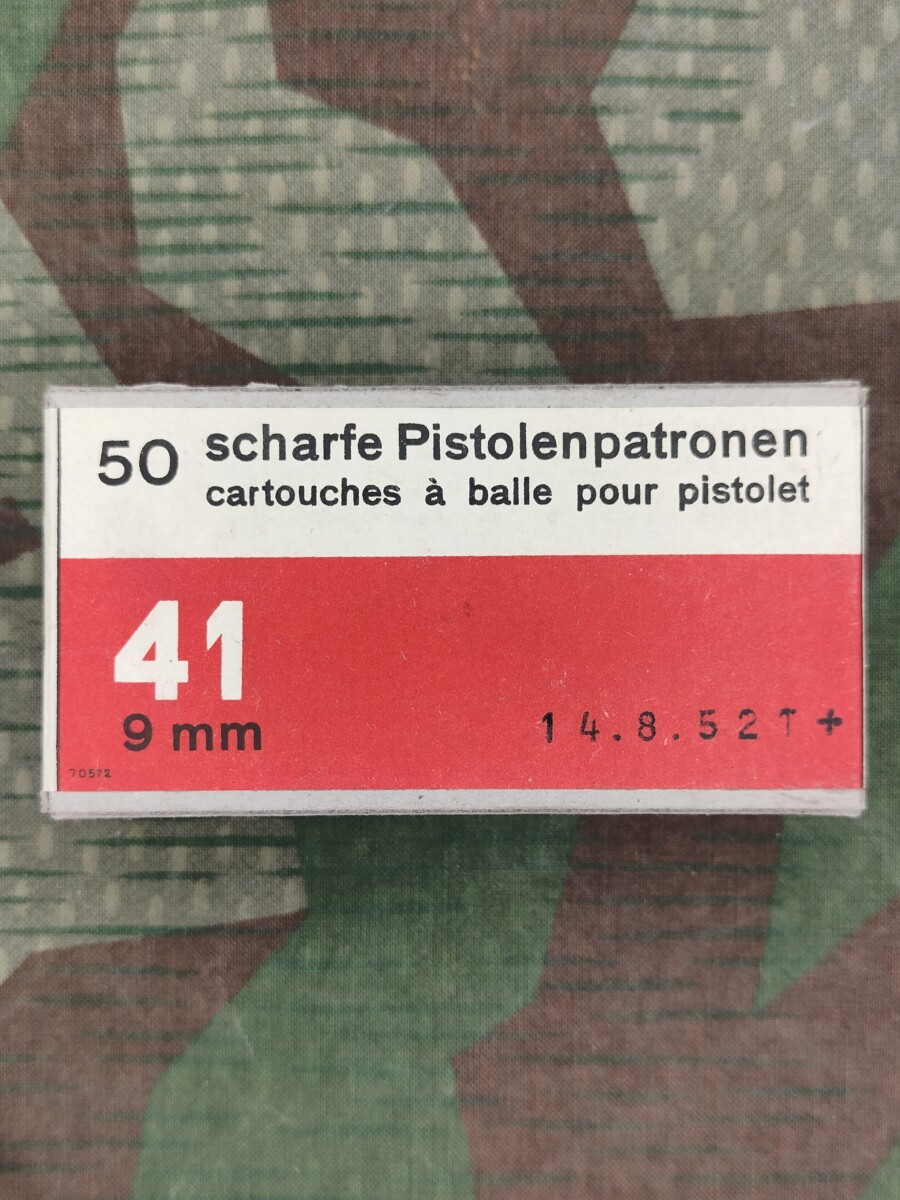 50 scharfe Pistolenpatronen
cartouches à balle pour pistolet
41
9 mm
14.8.52T+
70572